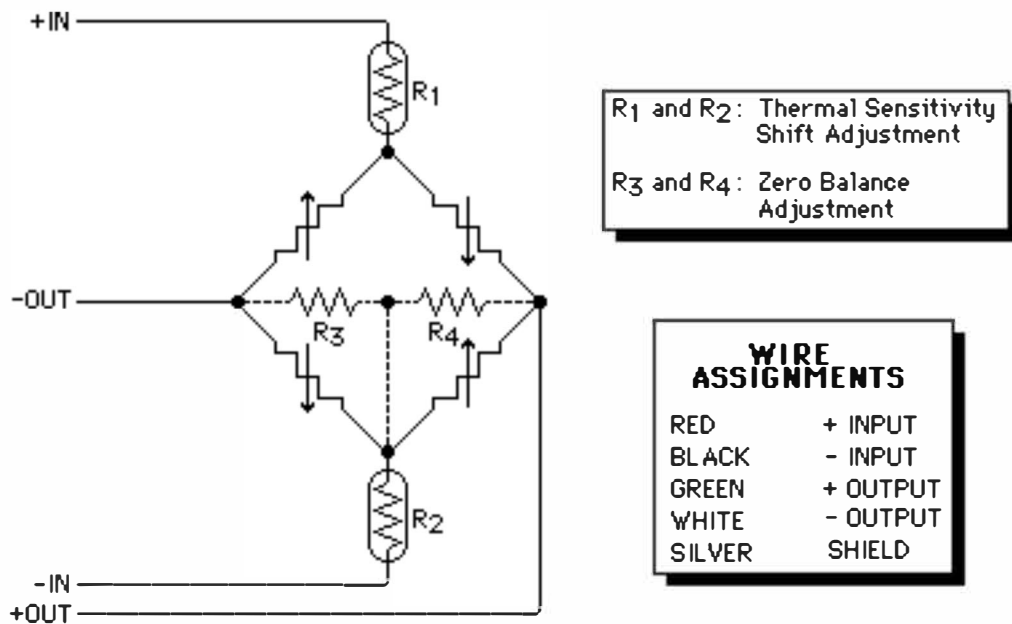 +IN
R1
-OUT
R3
R4
R2
-IN
+OUT
R1 and R2: Thermal Sensitivity
Shift Adjustment
R3 and R4: Zero Balance
Adjustment
WIRE
ASSIGNMENTS
RED + INPUT
BLACK - INPUT
GREEN + OUTPUT
WHITE - OUTPUT
SILVER SHIELD